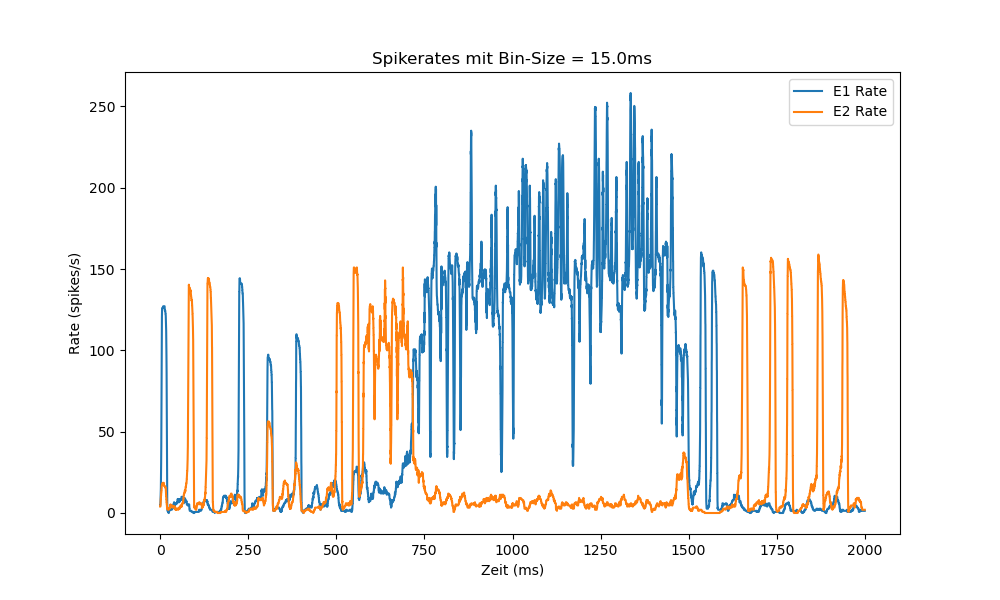 Spikerates mit Bin-Size = 15.0ms
E1 Rate
E2 Rate
250
200
150
100
50
0
Rate (spikes/s)
0 250 500 750 1000 1250 1500 1750 2000
Zeit (ms)